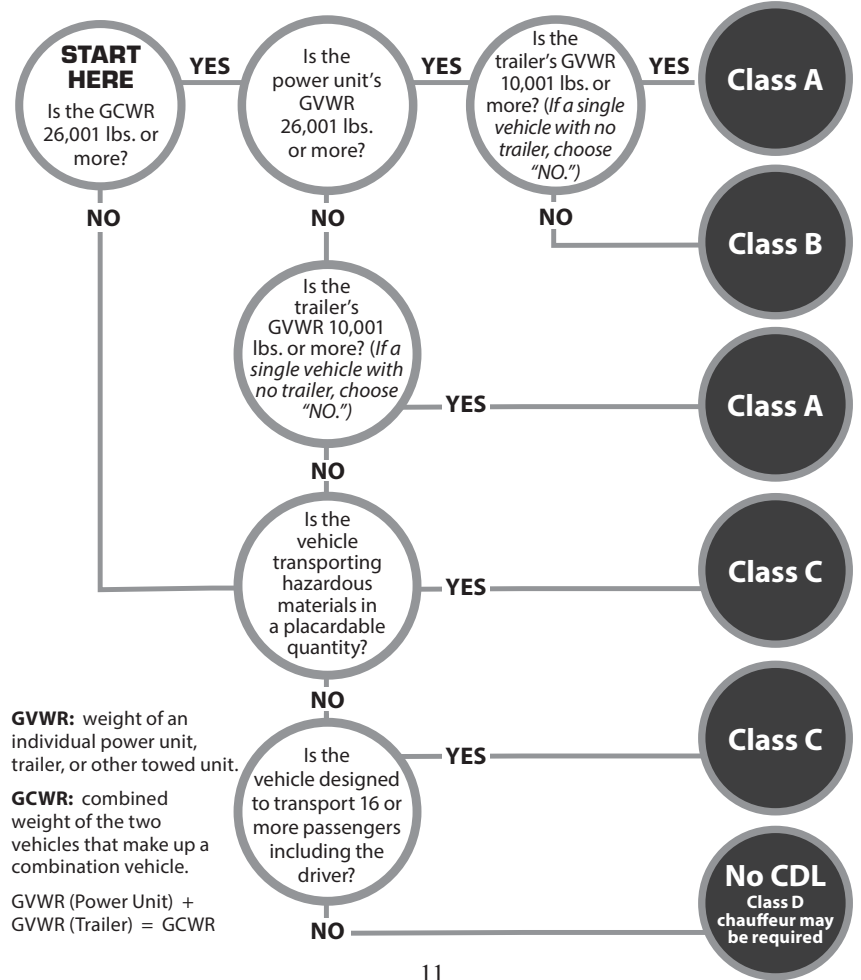 START
HERE
Is the GCWR
26,001 lbs. or
more?
YES
Is the
power unit's
GVWR
26,001 lbs.
or more?
YES
Is the
trailer's GVWR
10,001 lbs. or
more? (If a single
vehicle with no
trailer, choose
"NO.")
YES
Class A
NO
NO
NO
Class B
Is the
trailer's
GVWR 10,001
lbs. or more? (If a
single vehicle with
no trailer, choose
"NO.")
YES
Class A
NO
Is the
vehicle
transporting
hazardous
materials in
a placardable
quantity?
YES
Class C
NO
Is the
vehicle designed
to transport 16 or
more passengers
including the
driver?
YES
Class C
NO
No CDL
Class D
chauffeur may
be required
GVWR: weight of an
individual power unit,
trailer, or other towed unit.
GCWR: combined
weight of the two
vehicles that make up a
combination vehicle.
GVWR (Power Unit) +
GVWR (Trailer) = GCWR
11